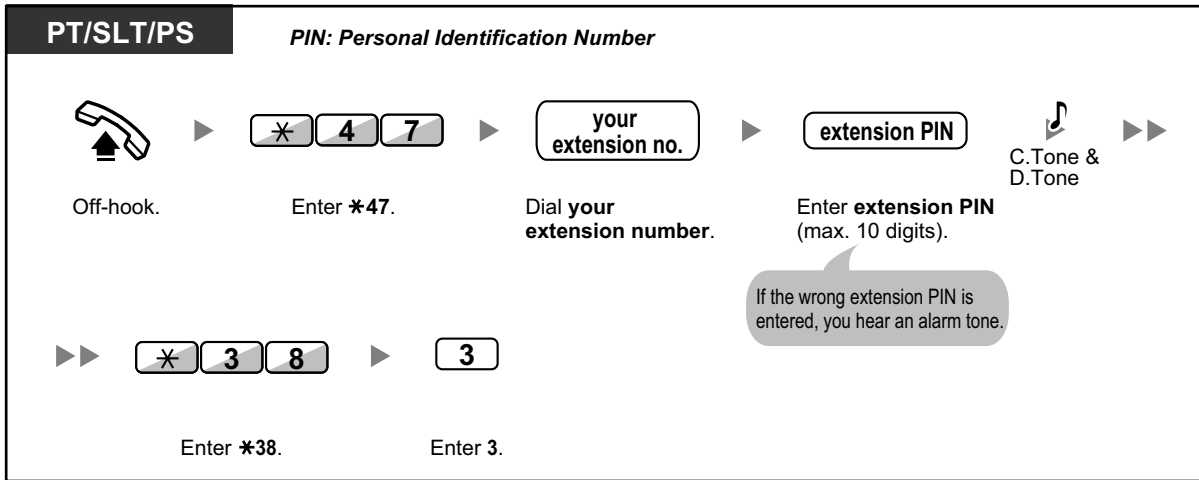 PT/SLT/PS
PIN: Personal Identification Number
* 4 7
your
extension no.
extension PIN
C.Tone &
D.Tone
Off-hook.
Enter *47.
Dial your
extension number.
Enter extension PIN
(max. 10 digits).
If the wrong extension PIN is
entered, you hear an alarm tone.
* 3 8
3
Enter *38.
Enter 3.